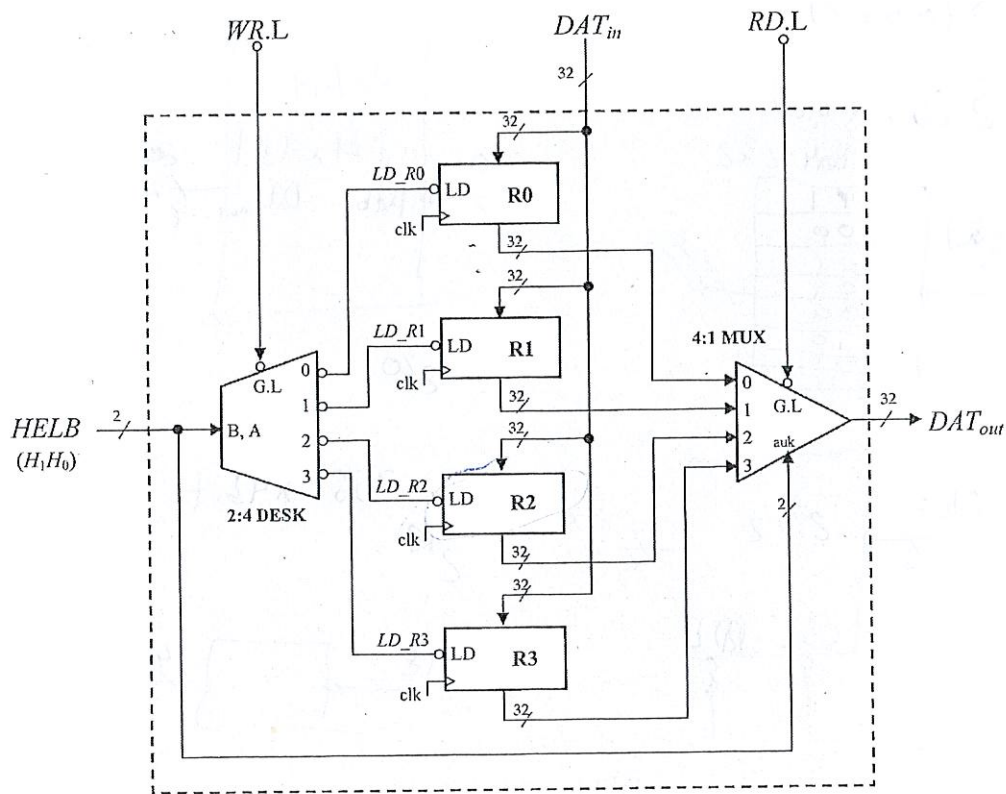 WR.L
DAT_in
RD.L
32
32
LD_R0
LD
R0
clk
32
32
LD_R1
LD
R1
clk
32
4:1 MUX
0
1
2
3
G.L
auk
2
32
DAT_out
HELB
(H₁H₀)
2
B, A
G.L
0
1
2
3
2:4 DESK
32
LD_R2
LD
R2
clk
32
32
LD_R3
LD
R3
clk
32